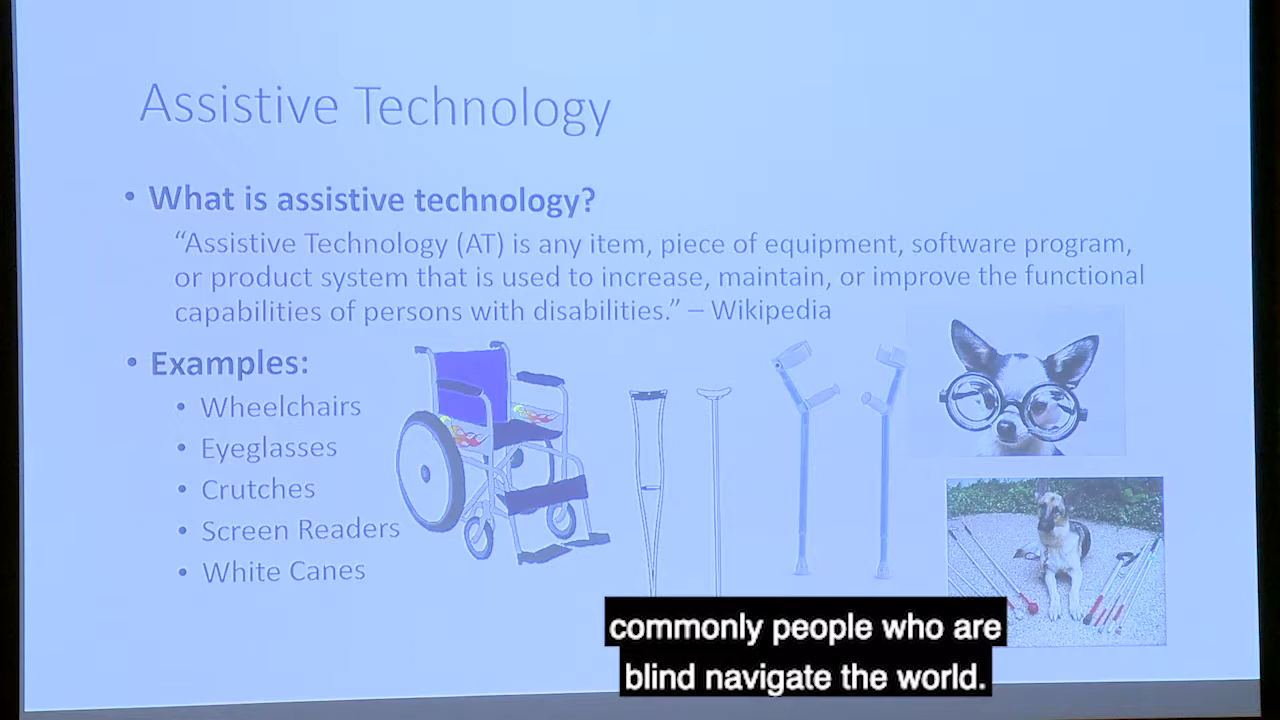 Assistive Technology
• What is assistive technology?
“Assistive Technology (AT) is any item, piece of equipment, software program,
or product system that is used to increase, maintain, or improve the functional
capabilities of persons with disabilities.” – Wikipedia
• Examples:
• Wheelchairs
• Eyeglasses
• Crutches
• Screen Readers
• White Canes
commonly people who are
blind navigate the world.